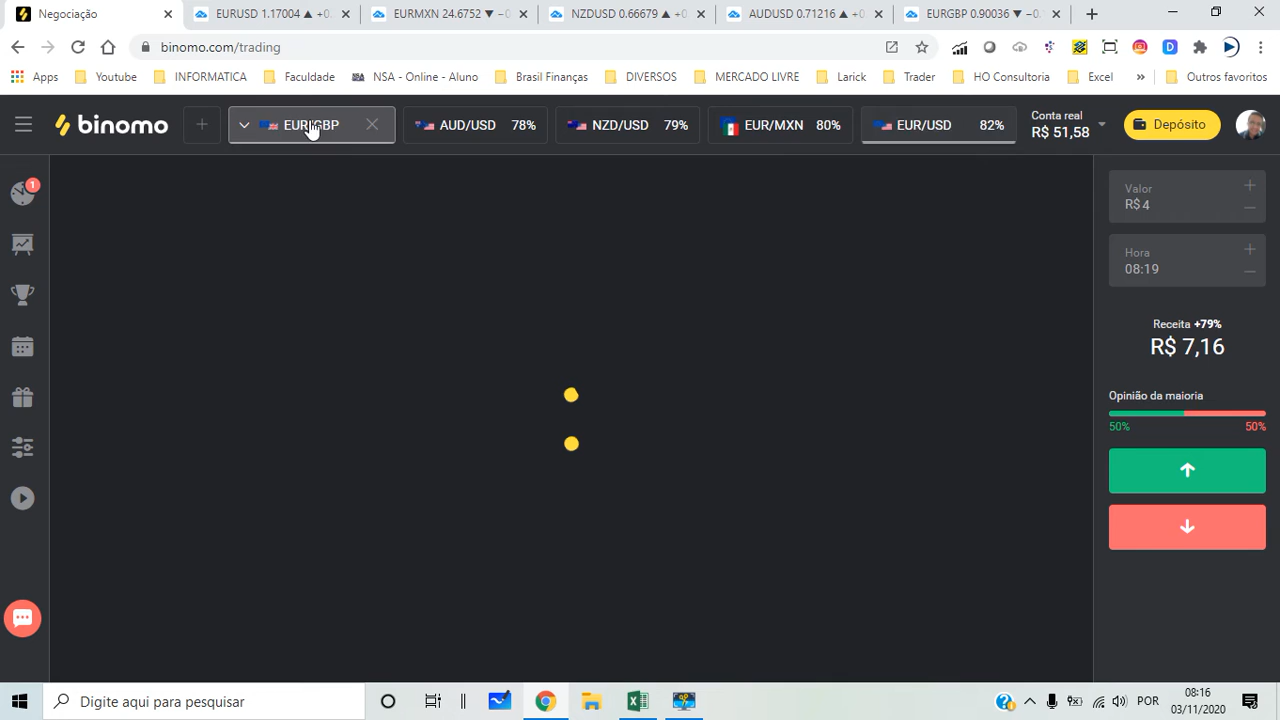 Negociação
EURUSD 1.17004 ▲ +0.
EURMXN 2
NZDUSD 0.66679 ▲ +0.
AUDUSD 0.71216 ▲ +0.
EURGBP 0.90036 ▼ −0.
binomo.com/trading
Apps
Youtube
INFORMATICA
Faculdade
NSA - Online - Aluno
Brasil Finanças
DIVERSOS
MERCADO LIVRE
Larick
Trader
HO Consultoria
Excel
»
Outros favoritos
binomo
EUR/GBP
AUD/USD 78%
NZD/USD 79%
EUR/MXN 80%
EUR/USD 82%
Conta real
R$ 51,58
Depósito
1
Valor
R$ 4
Hora
08:19
Receita +79%
R$ 7,16
Opinião da maioria
50% 50%
Digite aqui para pesquisar
POR
08:16
03/11/2020